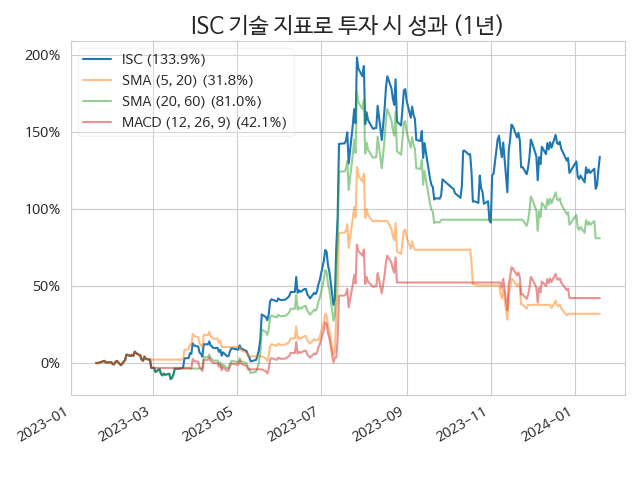 ISC 기술 지표로 투자 시 성과 (1년)
200%
150%
100%
50%
0%
ISC (133.9%)
SMA (5, 20) (31.8%)
SMA (20, 60) (81.0%)
MACD (12, 26, 9) (42.1%)
2023-01
2023-03
2023-05
2023-07
2023-09
2023-11
2024-01